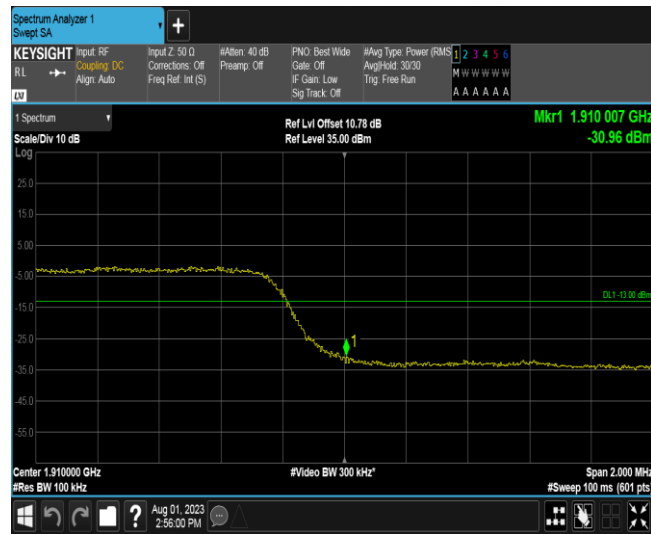 Spectrum Analyzer 1
Swept SA
+
KEYSIGHT
RL
LXI
Input: RF
Coupling: DC
Align: Auto
Input Z: 50 Ω
Corrections: Off
Freq Ref: Int (S)
#Atten: 40 dB
Preamp: Off
PNO: Best Wide
Gate: Off
IF Gain: Low
Sig Track: Off
#Avg Type: Power (RMS
Avg|Hold: 30/30
Trig: Free Run
1 2 3 4 5 6
M W W W W W
A A A A A A
1 Spectrum
Scale/Div 10 dB
Log
Ref Lvl Offset 10.78 dB
Ref Level 35.00 dBm
Mkr1 1.910 007 GHz
-30.96 dBm
25.0
15.0
5.00
-5.00
DL1 -13.00 dBm
-15.0
-25.0
1
-35.0
-45.0
-55.0
Center 1.910000 GHz
#Video BW 300 kHz*
Span 2.000 MHz
#Res BW 100 kHz
#Sweep 100 ms (601 pts
?
Aug 01, 2023
2:56:00 PM